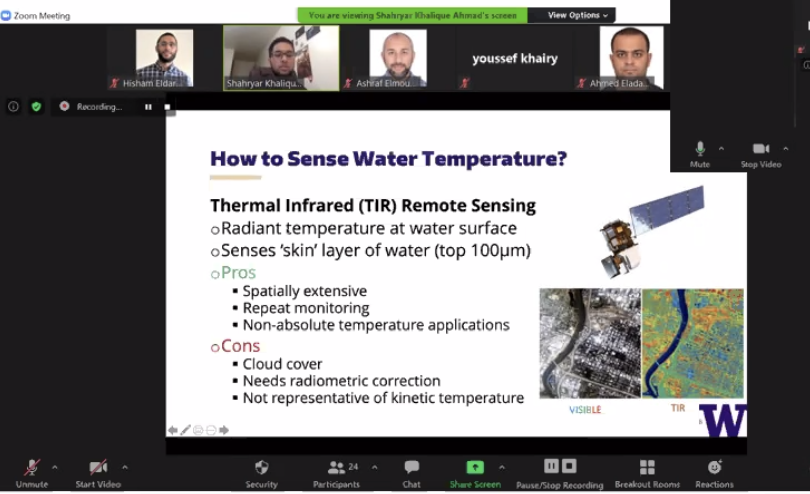 Zoom Meeting
You are viewing Shahryar Khalique Ahmad's screen
View Options
Hisham Eldar...
Shahryar Khaliqu...
Ashraf Elmou...
youssef khairy
Ahmed Elada...
Recording...
Mute
Stop Video
How to Sense Water Temperature?
Thermal Infrared (TIR) Remote Sensing
Radiant temperature at water surface
Senses ‘skin’ layer of water (top 100μm)
Pros
Spatially extensive
Repeat monitoring
Non-absolute temperature applications
Cons
Cloud cover
Needs radiometric correction
Not representative of kinetic temperature
VISIBLE
TIR
W
Unmute
Start Video
Security
Participants
24
Chat
Share Screen
Pause/Stop Recording
Breakout Rooms
Reactions